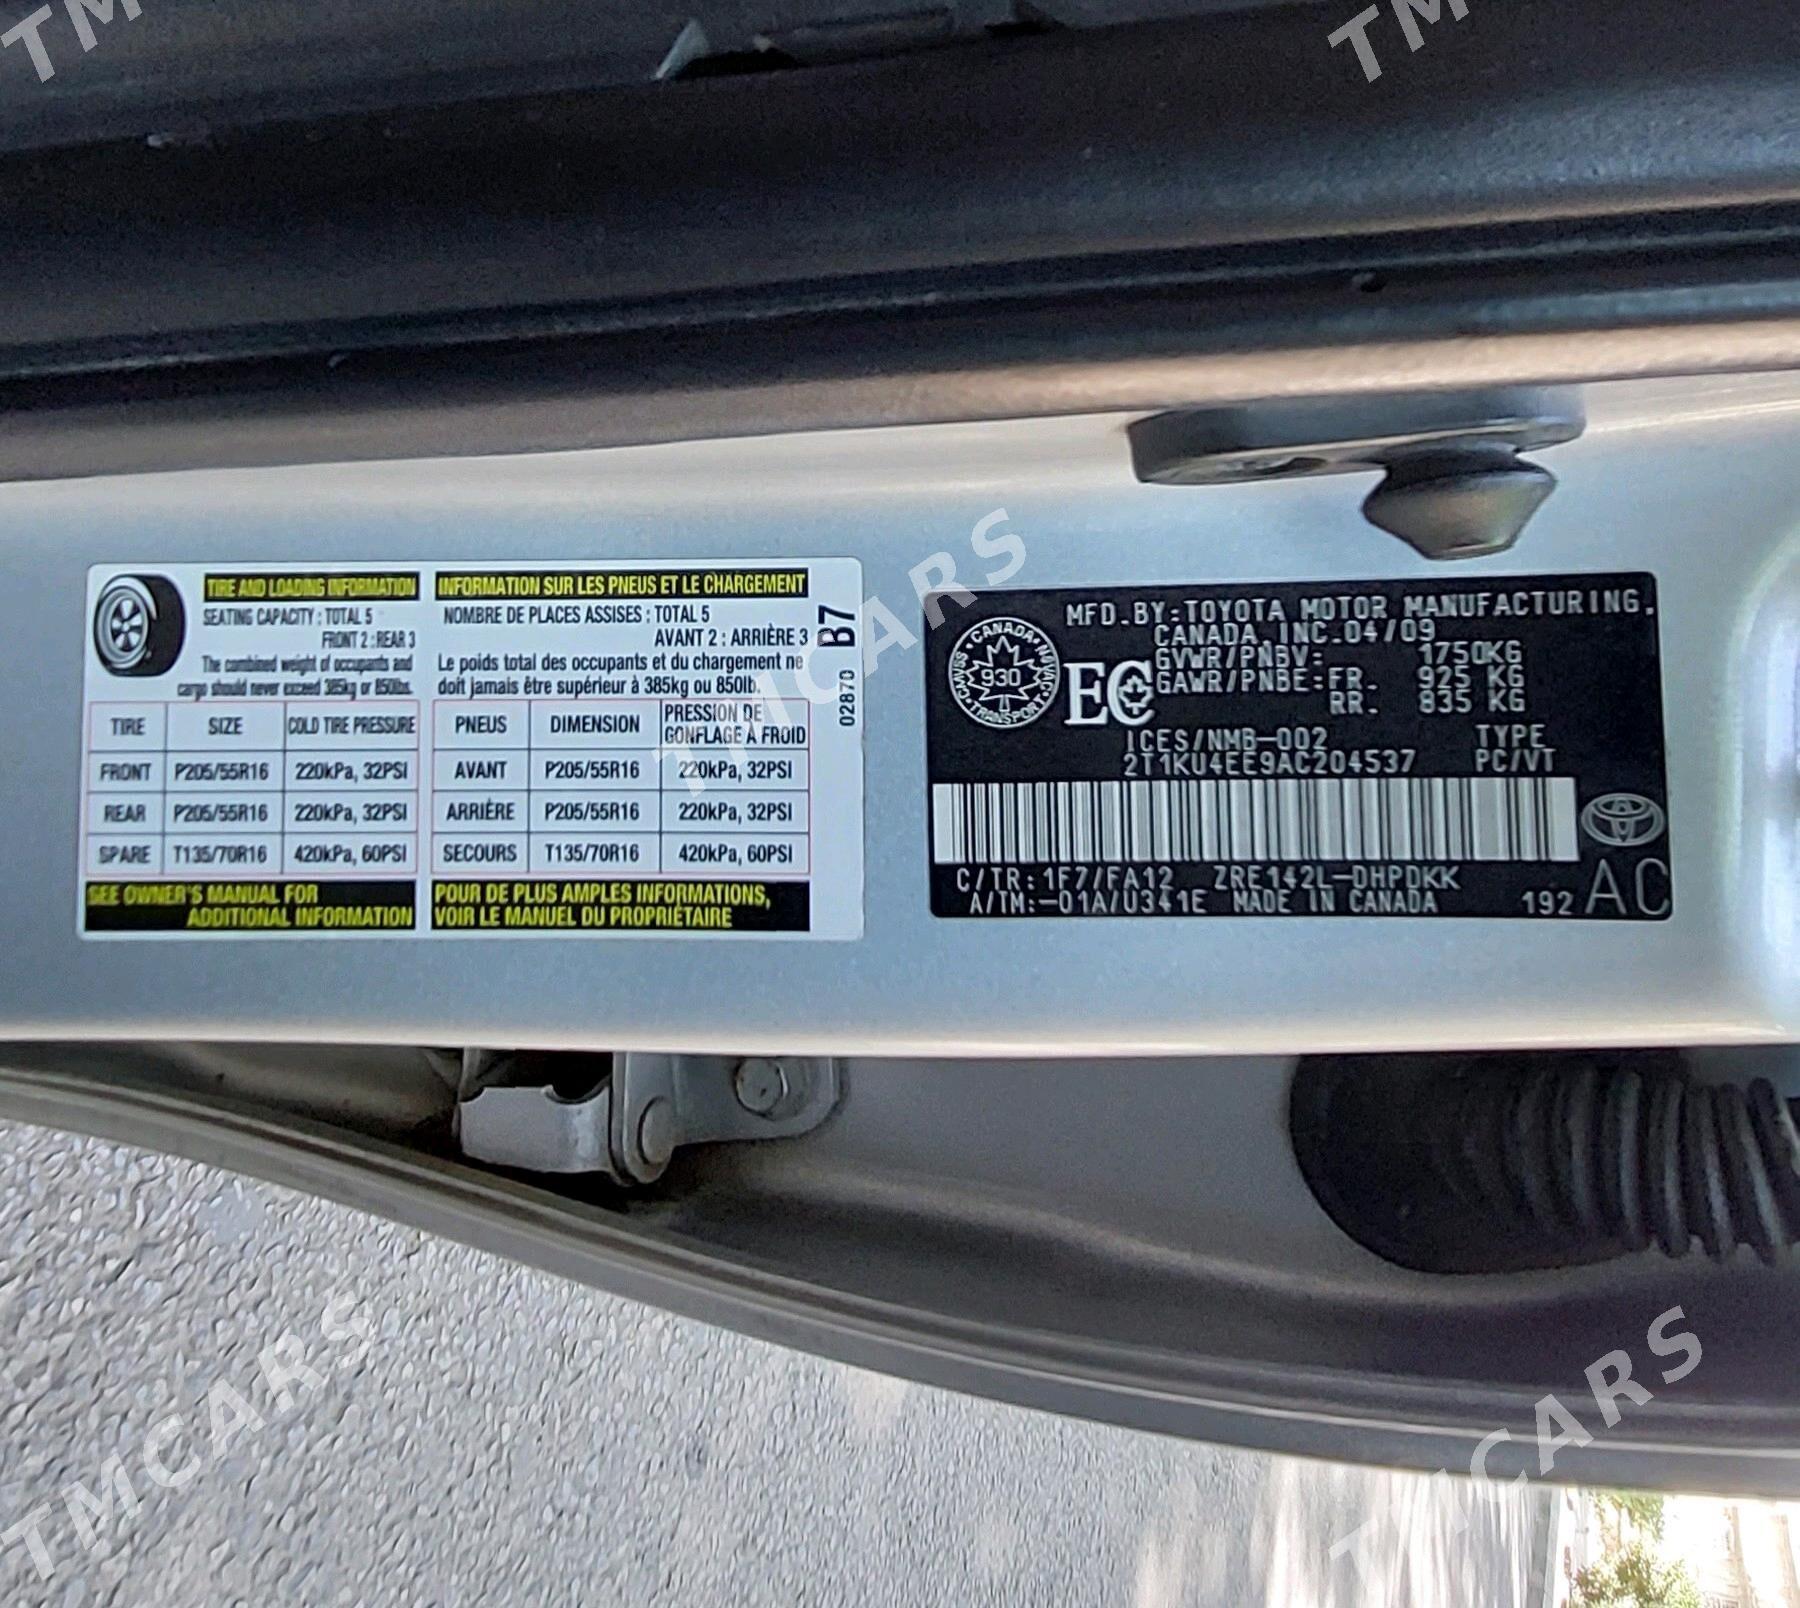 TIRE AND LOADING INFORMATION
SEATING CAPACITY : TOTAL 5
FRONT 2 : REAR 3
The combined weight of occupants and
cargo should never exceed 385kg or 850lbs.
TIRE SIZE COLD TIRE PRESSURE
FRONT P205/55R16 220kPa, 32PSI
REAR P205/55R16 220kPa, 32PSI
SPARE T135/70R16 420kPa, 60PSI
SEE OWNER'S MANUAL FOR
ADDITIONAL INFORMATION
INFORMATION SUR LES PNEUS ET LE CHARGEMENT
NOMBRE DE PLACES ASSISES : TOTAL 5
AVANT 2 : ARRIÈRE 3
Le poids total des occupants et du chargement ne
doit jamais être supérieur à 385kg ou 850lb.
PNEUS DIMENSION PRESSION DE
GONFLAGE A FROID
AVANT P205/55R16 220kPa, 32PSI
ARRIÈRE P205/55R16 220kPa, 32PSI
SECOURS T135/70R16 420kPa, 60PSI
POUR DE PLUS AMPLES INFORMATIONS,
VOIR LE MANUEL DU PROPRIÉTAIRE
02870 B7
MFD.BY:TOYOTA MOTOR MANUFACTURING.
CANADA, INC.04/09
GVWR/PNBV: 1750KG
GAWR/PNBE:FR. 925 KG
RR. 835 KG
CANADA
CMVSS 930 NVSAC
TRANSPORT
EC
ICES/NMB-002 TYPE
2T1KU4EE9AC204537 PC/VT
C/TR: 1F7/FA12 ZRE142L-DHPDKK
A/TM:-01A/U341E MADE IN CANADA
192 AC
TMCARS
TMCARS
TMCARS